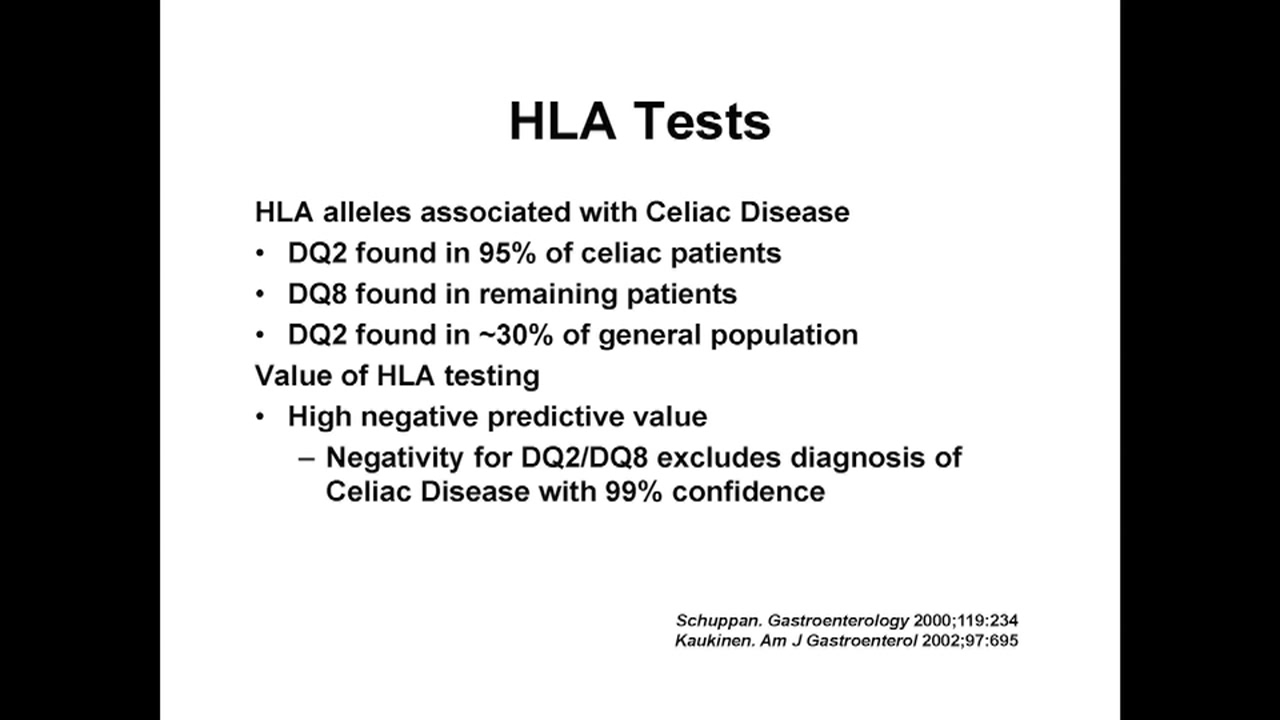 HLA Tests
HLA alleles associated with Celiac Disease
• DQ2 found in 95% of celiac patients
• DQ8 found in remaining patients
• DQ2 found in ~30% of general population
Value of HLA testing
• High negative predictive value
– Negativity for DQ2/DQ8 excludes diagnosis of
Celiac Disease with 99% confidence
Schuppan. Gastroenterology 2000;119:234
Kaukinen. Am J Gastroenterol 2002;97:695